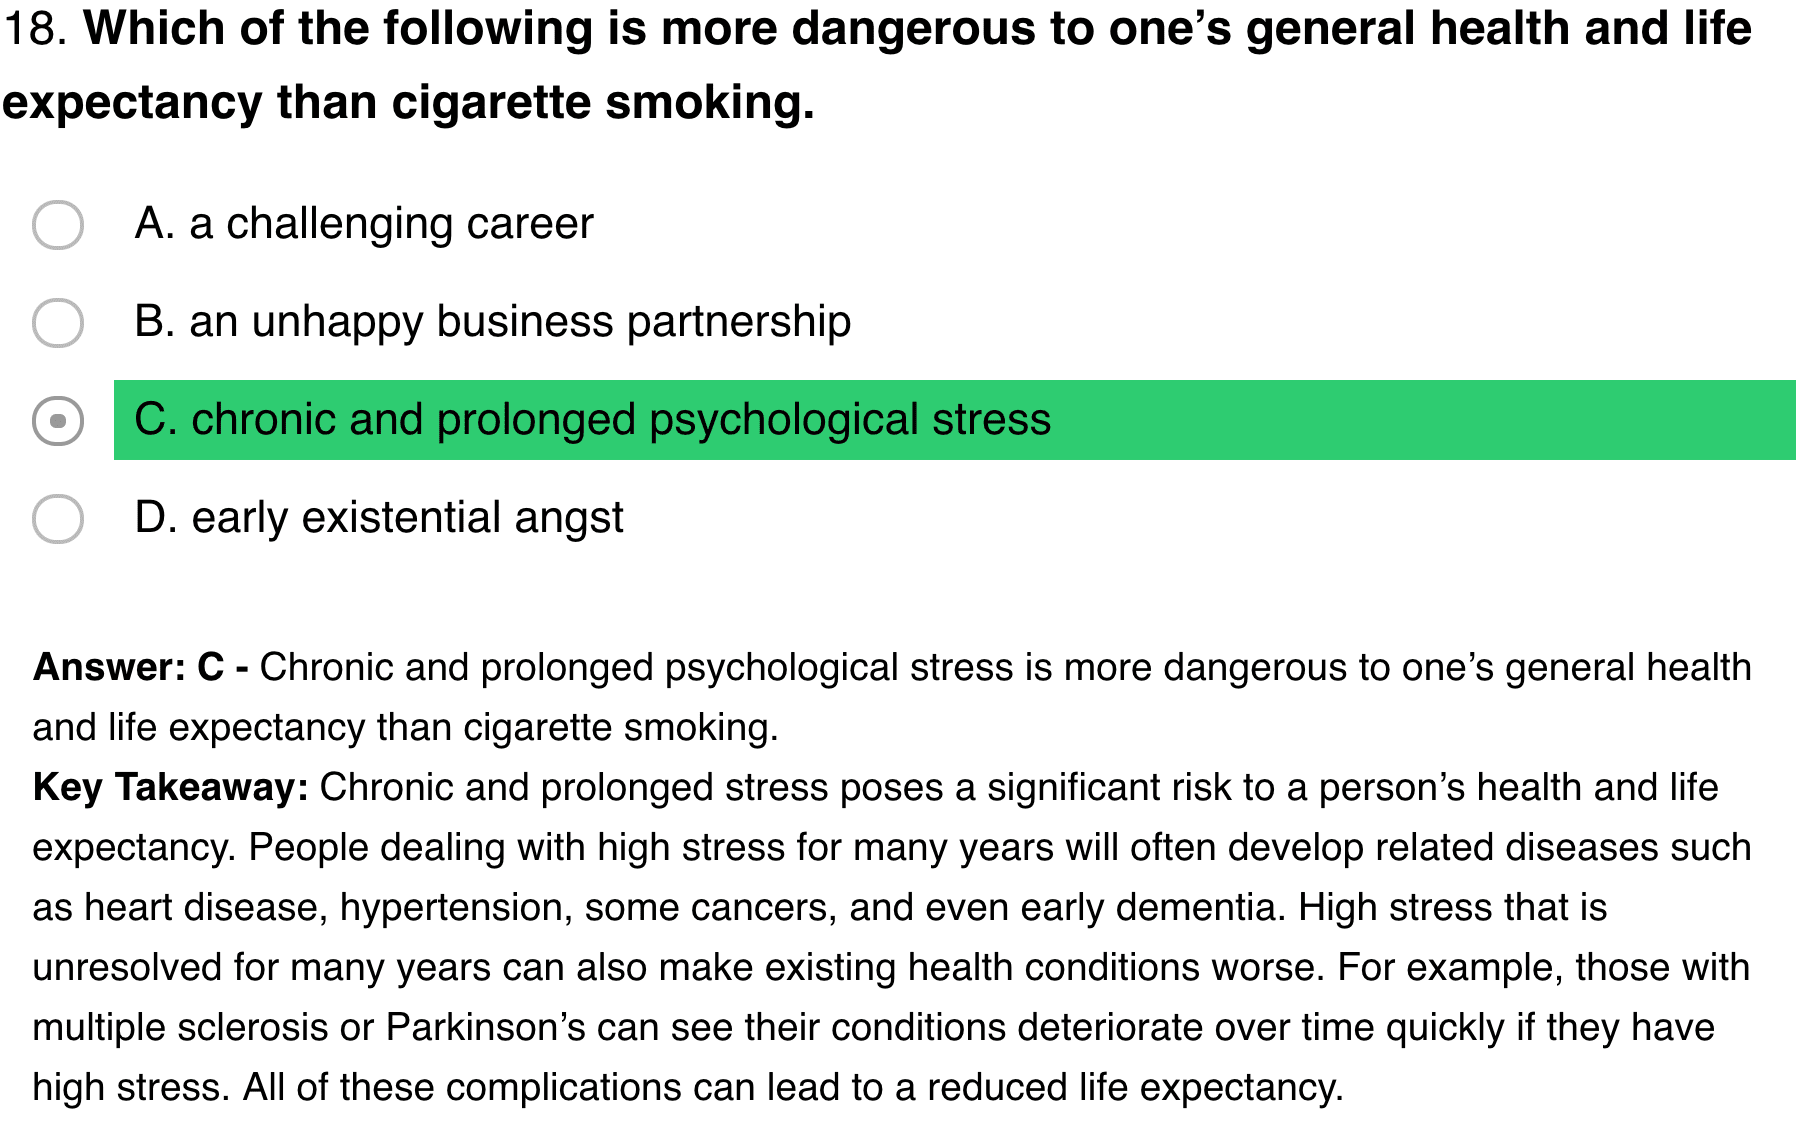 18. Which of the following is more dangerous to one’s general health and life
expectancy than cigarette smoking.
A. a challenging career
B. an unhappy business partnership
C. chronic and prolonged psychological stress
D. early existential angst
Answer: C - Chronic and prolonged psychological stress is more dangerous to one’s general health
and life expectancy than cigarette smoking.
Key Takeaway: Chronic and prolonged stress poses a significant risk to a person’s health and life
expectancy. People dealing with high stress for many years will often develop related diseases such
as heart disease, hypertension, some cancers, and even early dementia. High stress that is
unresolved for many years can also make existing health conditions worse. For example, those with
multiple sclerosis or Parkinson’s can see their conditions deteriorate over time quickly if they have
high stress. All of these complications can lead to a reduced life expectancy.